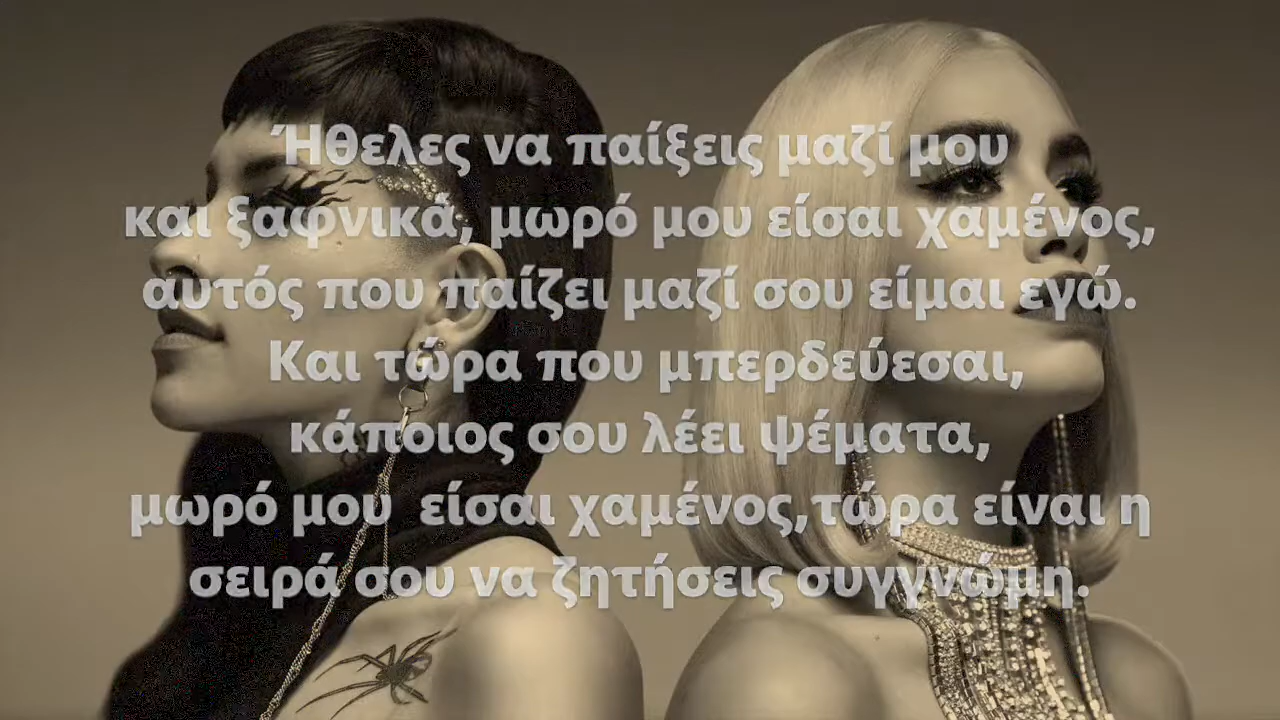 Ήθελες να παίξεις μαζί μου
και ξαφνικά, μωρό μου είσαι χαμένος,
αυτός που παίζει μαζί σου είμαι εγώ.
Και τώρα που μπερδεύεσαι,
κάποιος σου λέει ψέματα,
μωρό μου  είσαι χαμένος,τώρα είναι η
σειρά σου να ζητήσεις συγγνώμη.